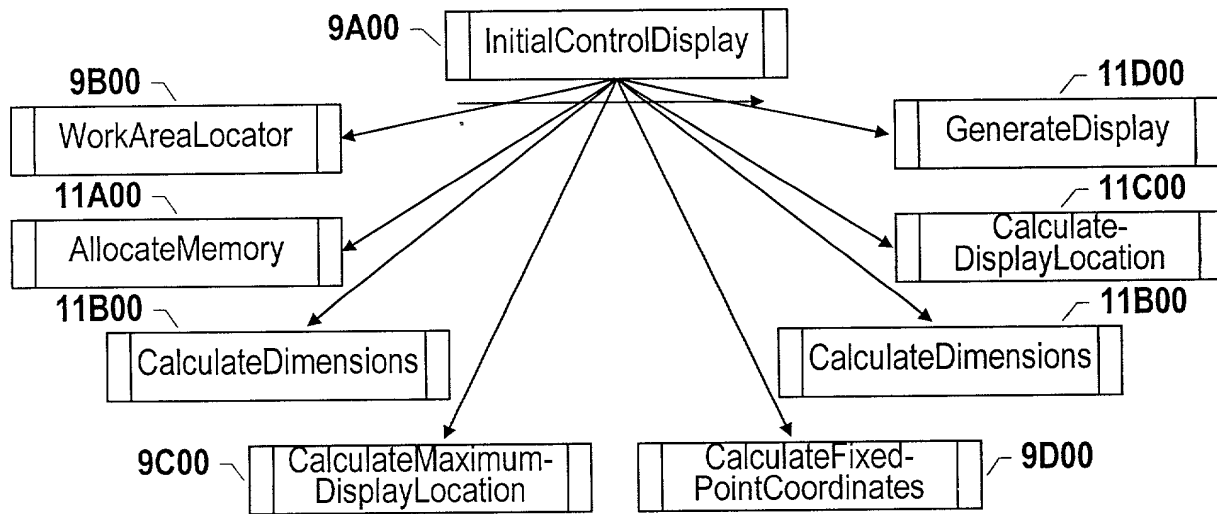 9A00
InitialControlDisplay
9B00
WorkAreaLocator
11D00
GenerateDisplay
11A00
AllocateMemory
11C00
Calculate-
DisplayLocation
11B00
CalculateDimensions
11B00
CalculateDimensions
9C00
CalculateMaximum-
DisplayLocation
CalculateFixed-
PointCoordinates
9D00